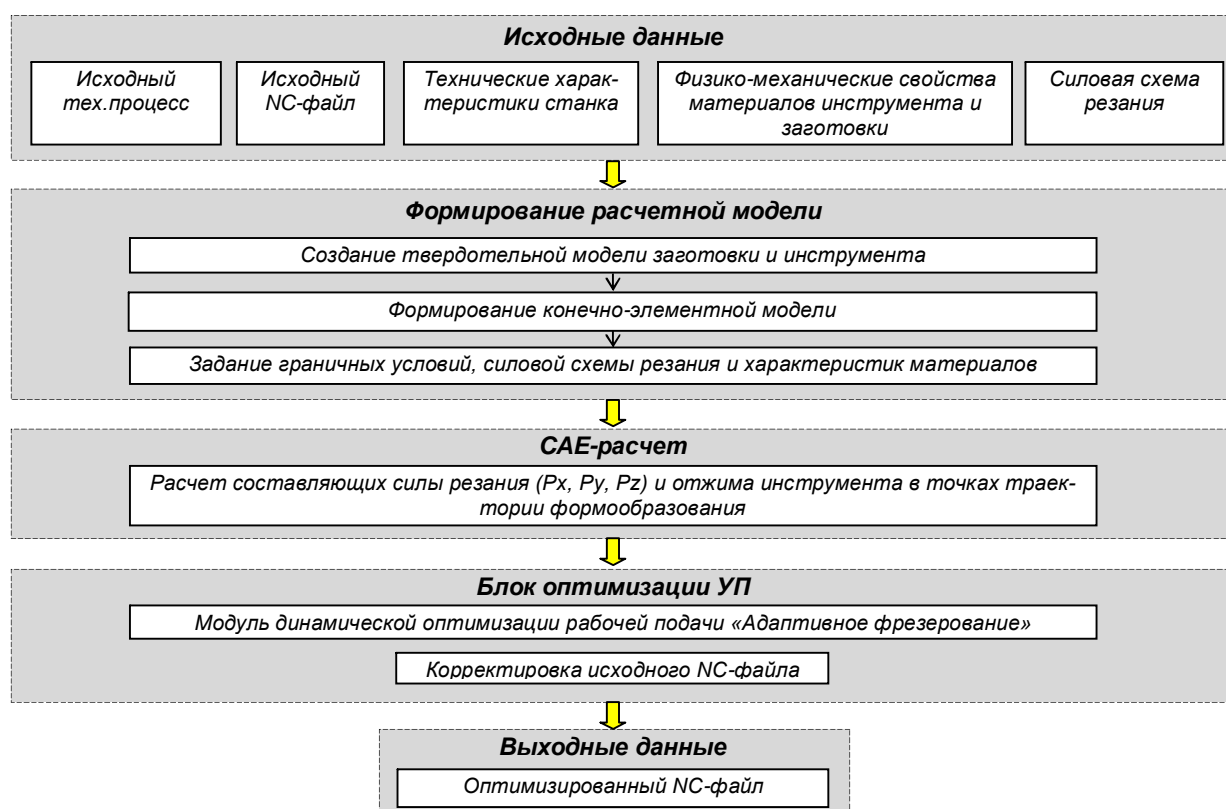 Исходные данные
Исходный
тех.процесс
Исходный
NC-файл
Технические харак-
теристики станка
Физико-механические свойства
материалов инструмента и
заготовки
Силовая схема
резания
Формирование расчетной модели
Создание твердотельной модели заготовки и инструмента
Формирование конечно-элементной модели
Задание граничных условий, силовой схемы резания и характеристик материалов
CAE-расчет
Расчет составляющих силы резания (Px, Py, Pz) и отжима инструмента в точках траек-
тории формообразования
Блок оптимизации УП
Модуль динамической оптимизации рабочей подачи «Адаптивное фрезерование»
Корректировка исходного NC-файла
Выходные данные
Оптимизированный NC-файл